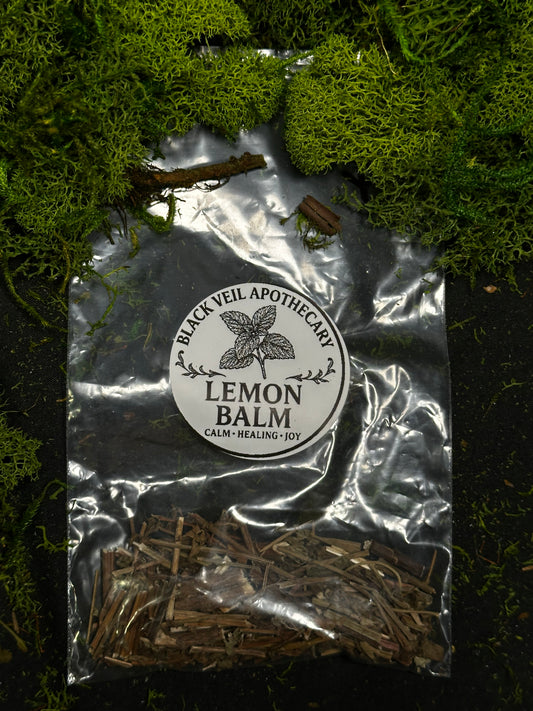 BLACK VEIL APOTHECARY
LEMON
BALM
CALM • HEALING • JOY